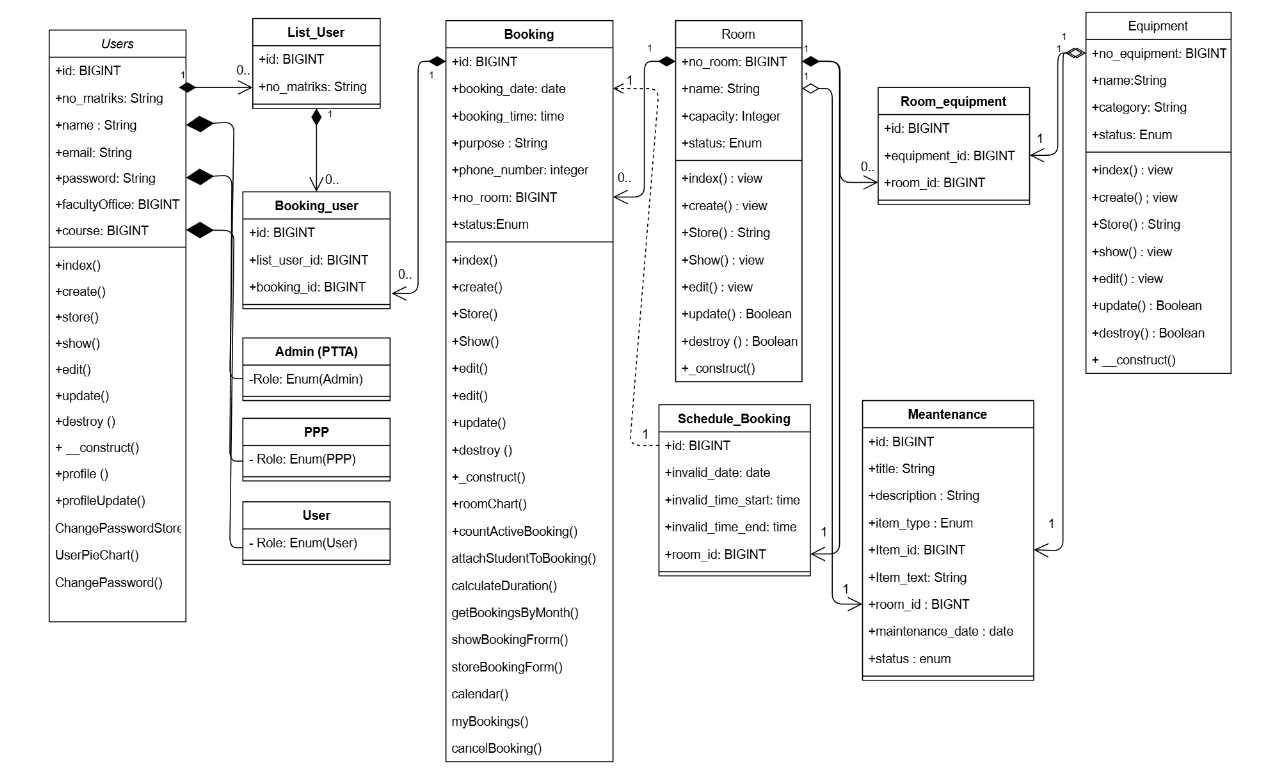 Users
+id: BIGINT
+no_matriks: String
+name : String
+email: String
+password: String
+facultyOffice: BIGINT
+course: BIGINT
+index()
+create()
+store()
+show()
+edit()
+update()
+destroy ()
+ __construct()
+profile ()
+profileUpdate()
ChangePasswordStore
UserPieChart()
ChangePassword()
1
0..
List_User
+id: BIGINT
+no_matriks: String
1
0..
Booking_user
+id: BIGINT
+list_user_id: BIGINT
+booking_id: BIGINT
0..
1
Admin (PTTA)
-Role: Enum(Admin)
PPP
- Role: Enum(PPP)
User
- Role: Enum(User)
Booking
+id: BIGINT
+booking_date: date
+booking_time: time
+purpose : String
+phone_number: integer
+no_room: BIGINT
+status:Enum
+index()
+create()
+Store()
+Show()
+edit()
+edit()
+update()
+destroy ()
+_construct()
+roomChart()
+countActiveBooking()
attachStudentToBooking()
calculateDuration()
getBookingsByMonth()
showBookingFrorm()
storeBookingForm()
calendar()
myBookings()
cancelBooking()
1
1
0..
1
Room
+no_room: BIGINT
+name: String
+capacity: Integer
+status: Enum
+index() : view
+create() : view
+Store() : String
+Show() : view
+edit() : view
+update() : Boolean
+destroy () : Boolean
+_construct()
1
1
Schedule_Booking
+id: BIGINT
+invalid_date: date
+invalid_time_start: time
+invalid_time_end: time
+room_id: BIGINT
1
1
0..
Room_equipment
+id: BIGINT
+equipment_id: BIGINT
+room_id: BIGINT
1
Meantenance
+id: BIGINT
+title: String
+description : String
+item_type : Enum
+Item_id: BIGINT
+Item_text: String
+room_id : BIGNT
+maintenance_date : date
+status : enum
1
1
1
Equipment
+no_equipment: BIGINT
+name:String
+category: String
+status: Enum
+index() : view
+create() ; view
+Store() : String
+show() : view
+edit() : view
+update() : Boolean
+destroy() : Boolean
+ __construct()